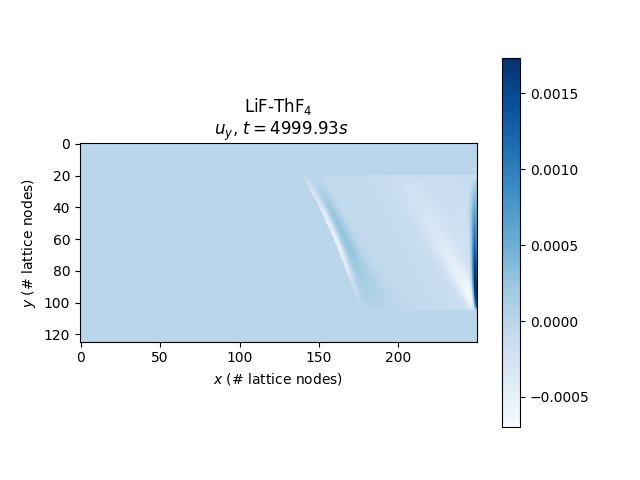 LiF-ThF₄
u_y, t = 4999.93s
0
20
40
60
80
100
120
y (# lattice nodes)
0 50 100 150 200
x (# lattice nodes)
0.0015
0.0010
0.0005
0.0000
−0.0005